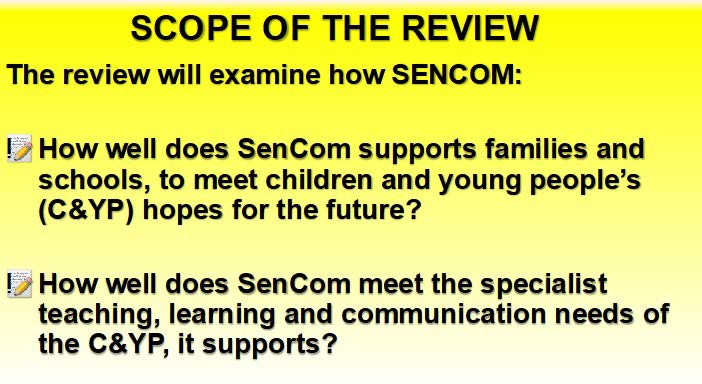 SCOPE OF THE REVIEW
The review will examine how SENCOM:
How well does SenCom supports families and
schools, to meet children and young people’s
(C&YP) hopes for the future?
How well does SenCom meet the specialist
teaching, learning and communication needs of
the C&YP, it supports?